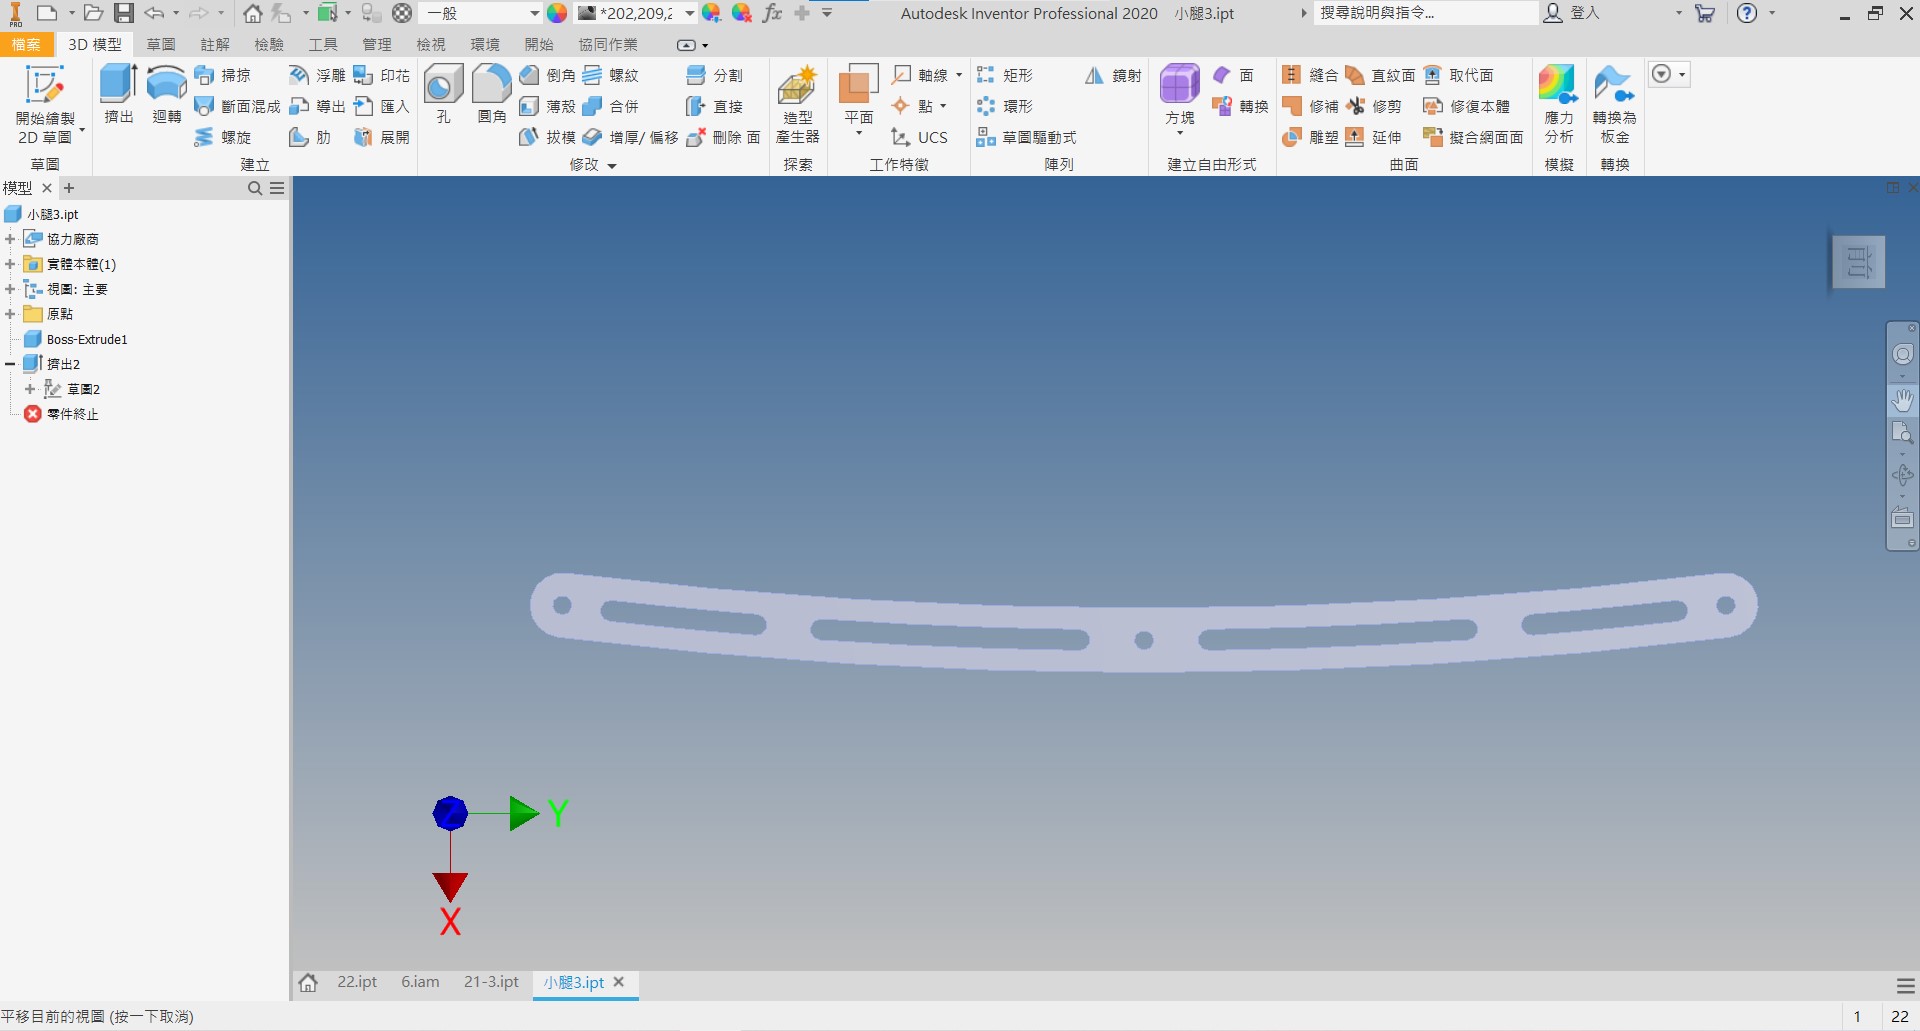 PRO
一般
*202,209,2
fx
Autodesk Inventor Professional 2020 小腿3.ipt
搜尋說明與指令...
登入
檔案
3D 模型
草圖
註解
檢驗
工具
管理
檢視
環境
開始
協同作業
開始繪製
2D 草圖
草圖
擠出
迴轉
掃掠
斷面混成
螺旋
浮雕
導出
肋
印花
匯入
展開
建立
孔
圓角
倒角
薄殼
拔模
螺紋
合併
增厚/ 偏移
分割
直接
刪除 面
修改
造型
產生器
探索
平面
軸線
點
UCS
工作特徵
矩形
環形
草圖驅動式
鏡射
陣列
方塊
面
轉換
建立自由形式
縫合
修補
雕塑
直紋面
修剪
延伸
取代面
修復本體
擬合網面面
曲面
應力
分析
模擬
轉換為
板金
轉換
模型
小腿3.ipt
協力廠商
實體本體(1)
視圖: 主要
原點
Boss-Extrude1
擠出2
草圖2
零件終止
前
Z
Y
X
22.ipt
6.iam
21-3.ipt
小腿3.ipt
平移目前的視圖 (按一下取消)
1
22